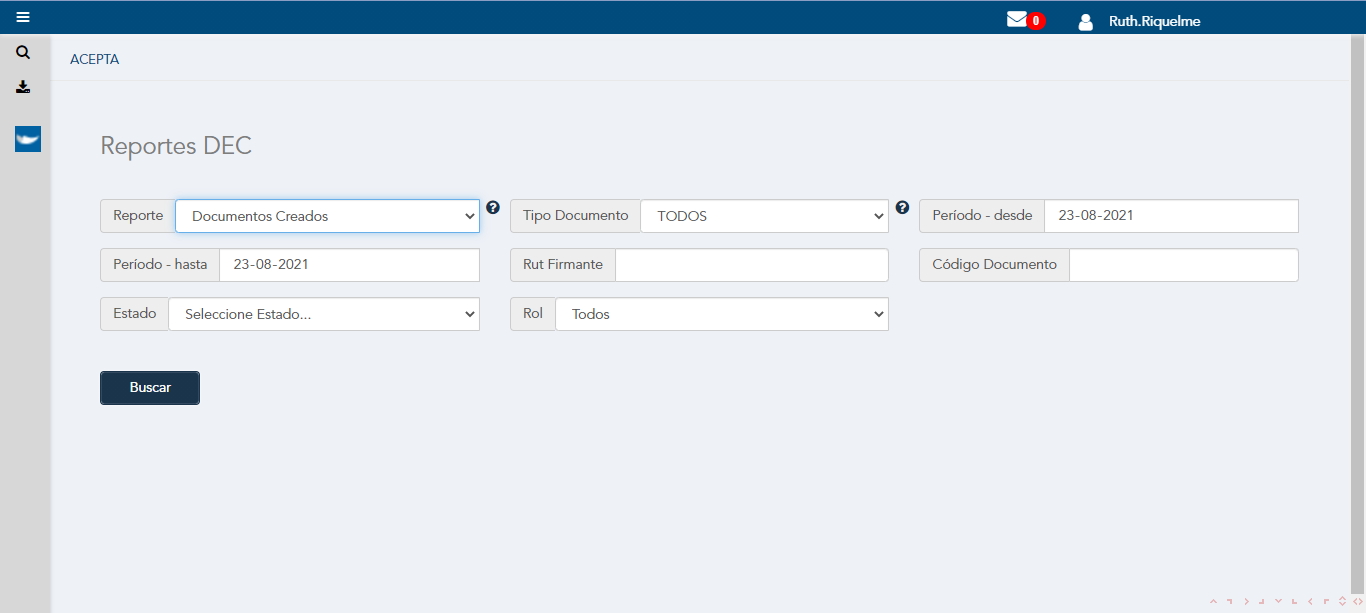 0 Ruth.Riquelme
ACEPTA
Reportes DEC
Reporte Documentos Creados Tipo Documento TODOS Período - desde 23-08-2021
Período - hasta 23-08-2021 Rut Firmante Código Documento
Estado Seleccione Estado... Rol Todos
Buscar